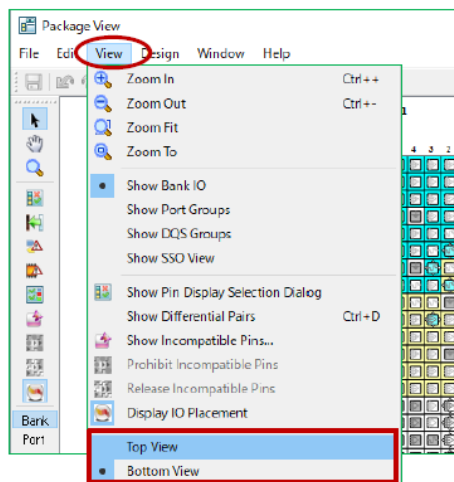 Package View
File Edi View Design Window Help
Zoom In Ctrl++
Zoom Out Ctrl+-
Zoom Fit
Zoom To
Show Bank IO
Show Port Groups
Show DQS Groups
Show SSO View
Show Pin Display Selection Dialog
Show Differential Pairs Ctrl+D
Show Incompatible Pins...
Prohibit Incompatible Pins
Release Incompatible Pins
Display IO Placement
Top View
Bottom View
Bank
Port
1
4 3 2